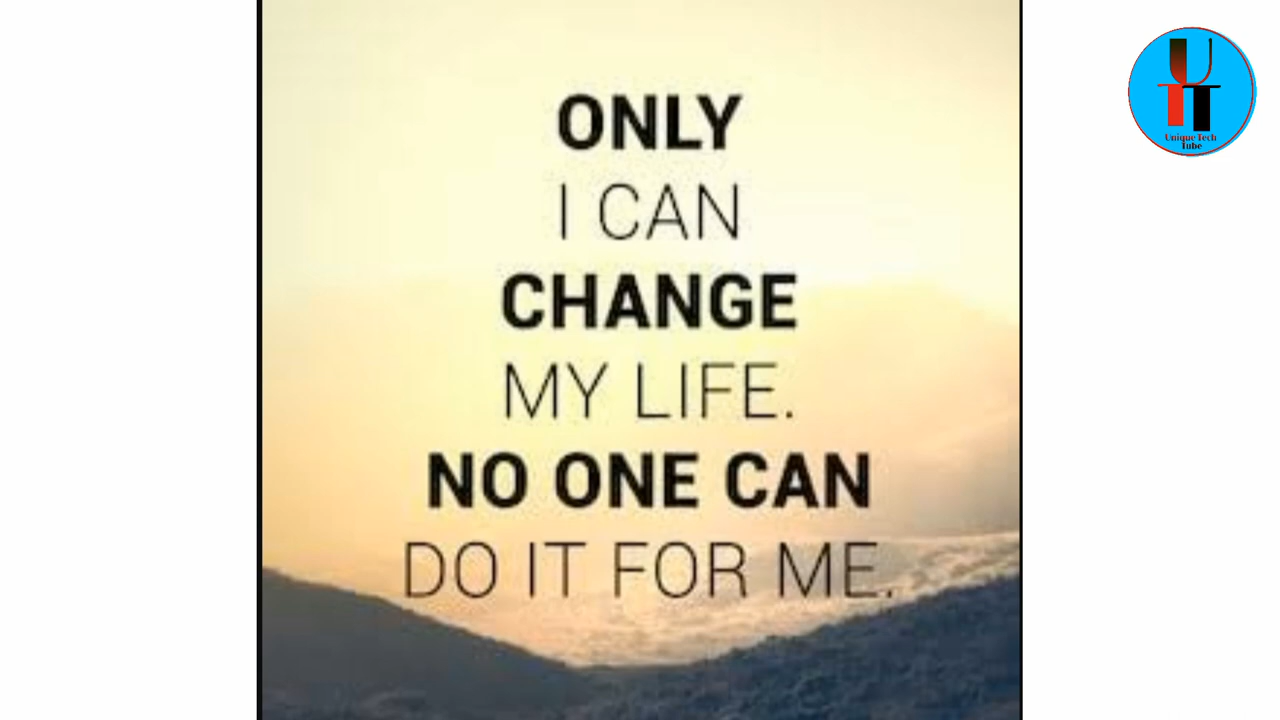 ONLY
I CAN
CHANGE
MY LIFE.
NO ONE CAN
DO IT FOR ME.
Unique Tech
Tube